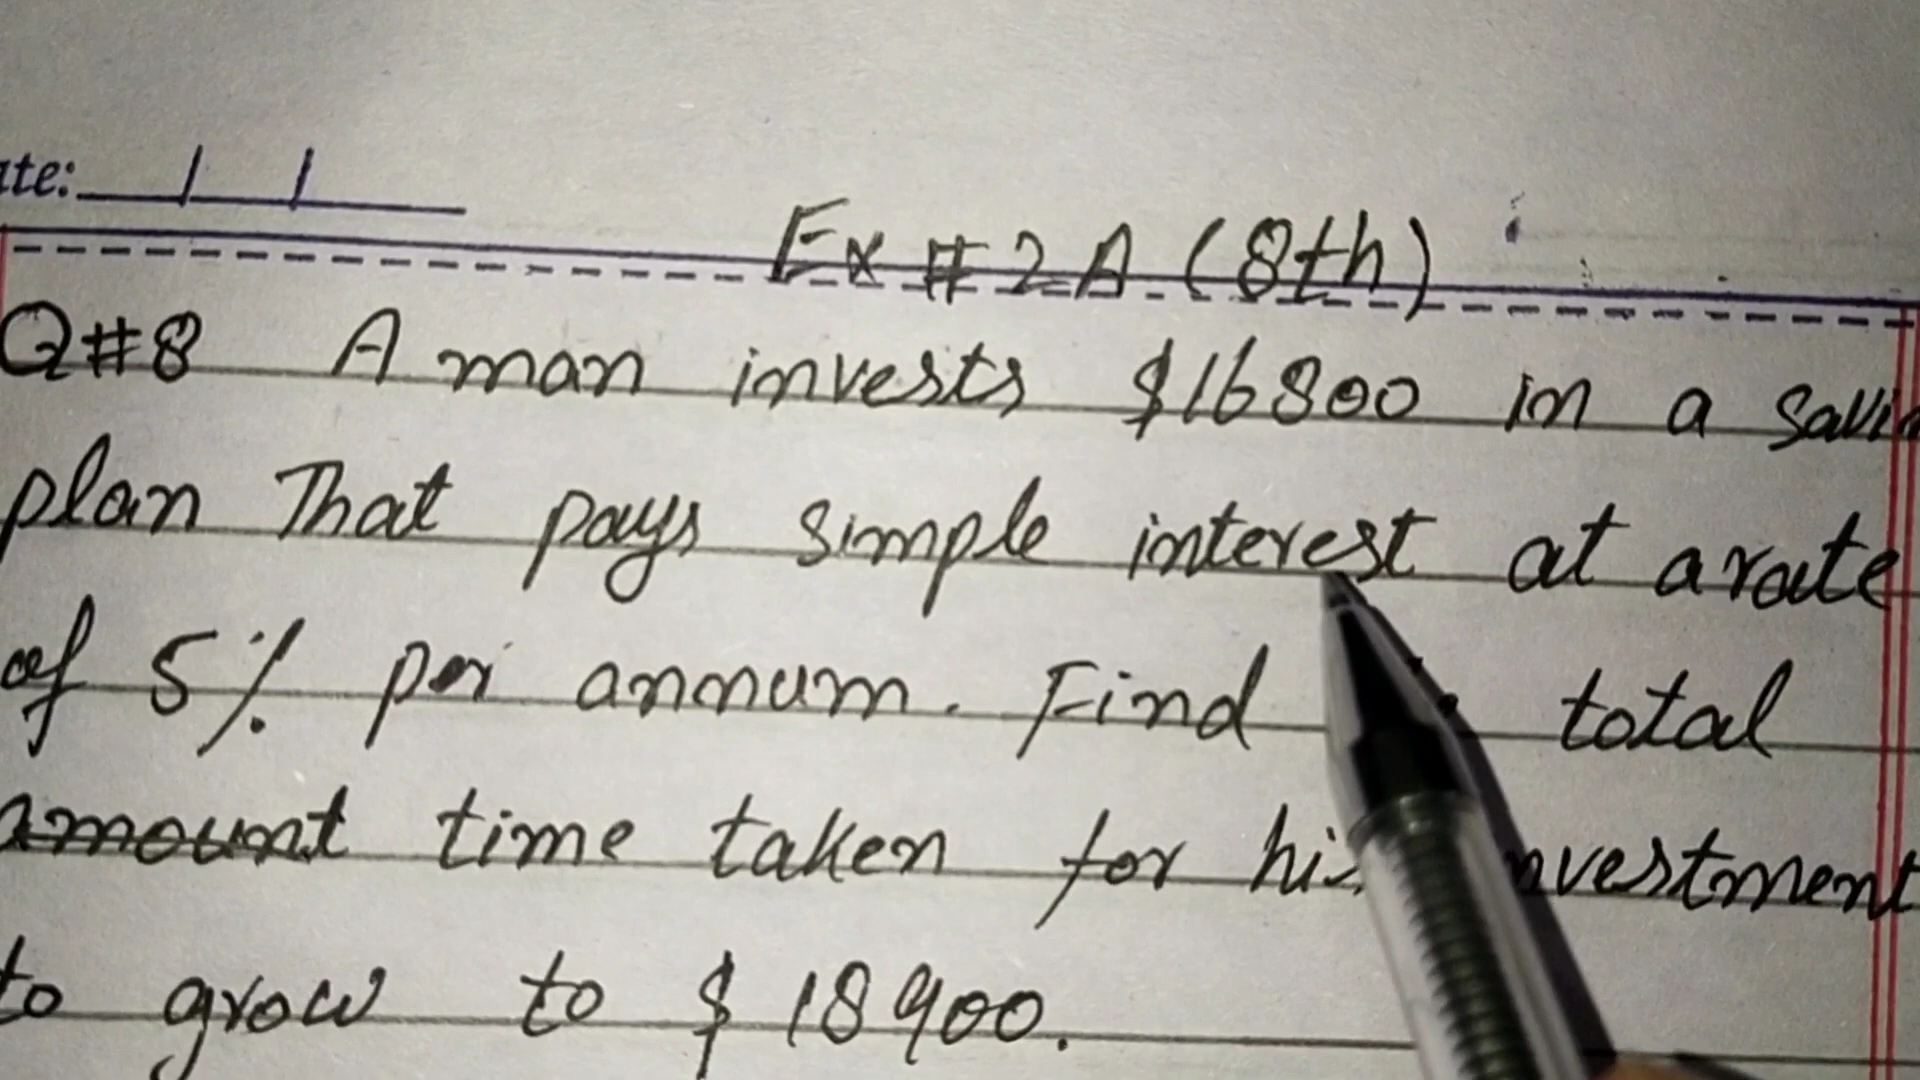 ate:
Ex # 2A (8th)
Q#8 A man invests $16800 in a
plan That pays simple interest at a rate
of 5% per annum. Find total
amount time taken for
to grow to $ 18900.